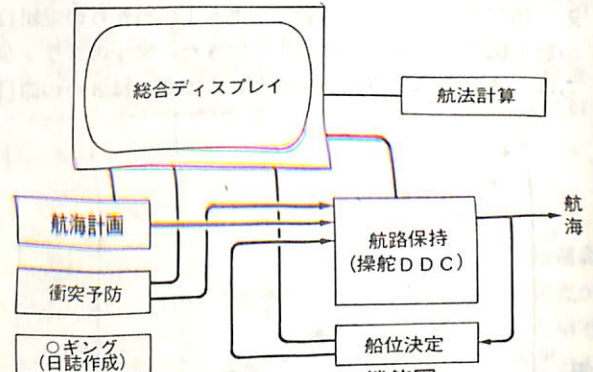 総合ディスプレイ
航法計算
航海計画
航海
航路保持
(操舵DDC)
衝突予防
○ギング
(日誌作成)
船位決定